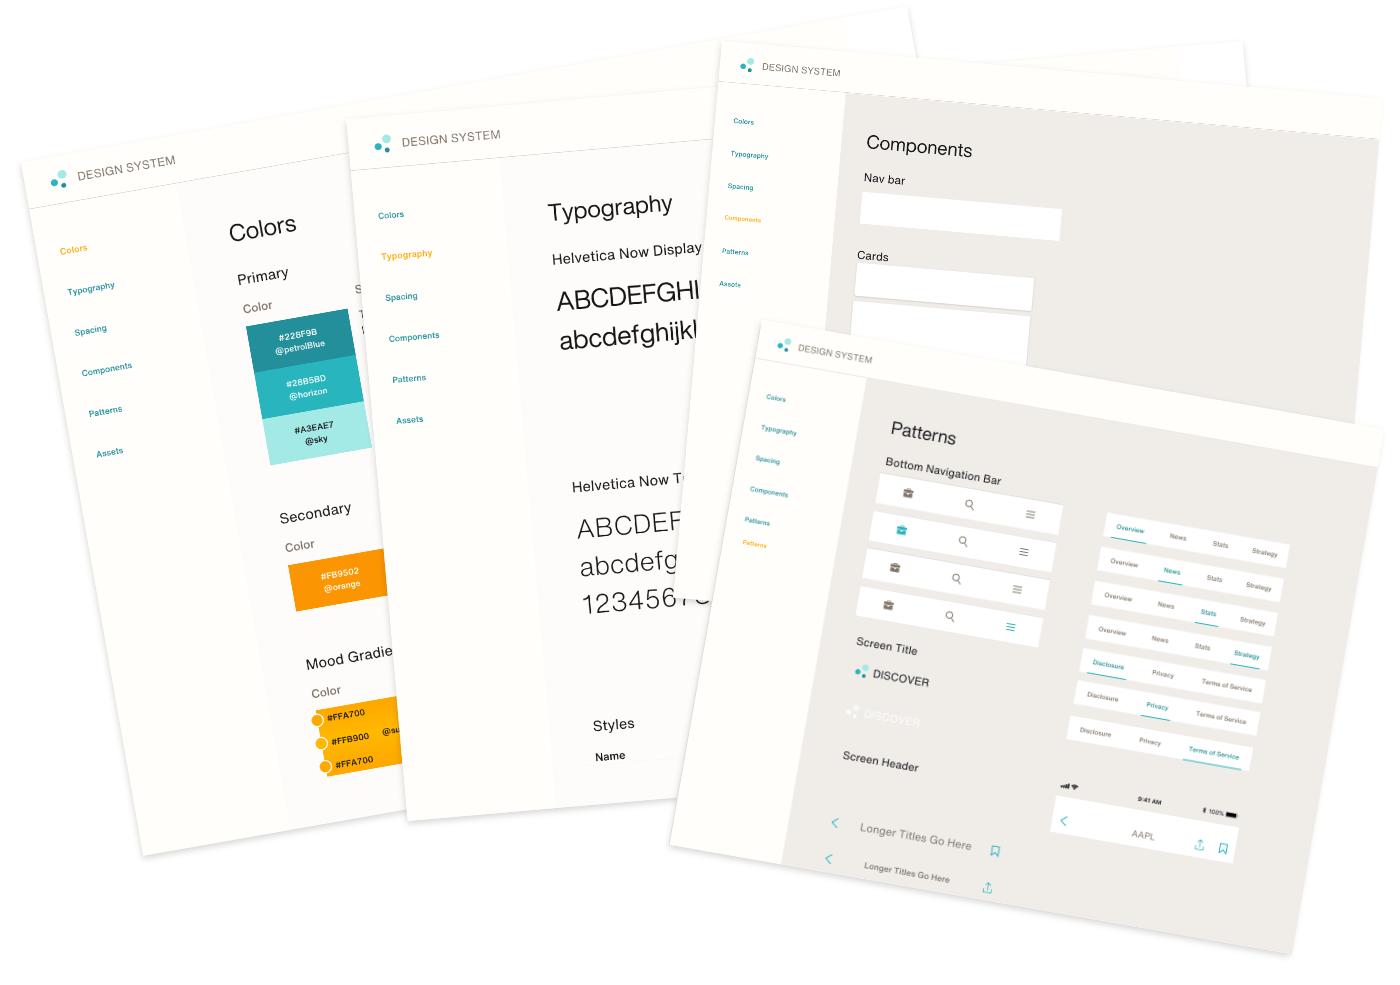 DESIGN SYSTEM
Colors
Typography
Spacing
Components
Patterns
Assets
Colors
Primary
Color
S
#228F9B
@petrolBlue
#28B5BD
@horizon
#A3EAE7
@sky
Secondary
Color
#FB9502
@orange
Mood Gradie
Color
#FFA700
#FFB900
@su
#FFA700
DESIGN SYSTEM
Colors
Typography
Spacing
Components
Patterns
Assets
Typography
Helvetica Now Display
ABCDEFGHI
abcdefghijkl
Helvetica Now T
ABCDEF
abcdefg
1234567
Styles
Name
DESIGN SYSTEM
Colors
Typography
Spacing
Components
Patterns
Assets
Components
Nav bar
Cards
DESIGN SYSTEM
Colors
Typography
Spacing
Components
Patterns
Patterns
Patterns
Bottom Navigation Bar
Screen Title
DISCOVER
DISCOVER
Screen Header
Longer Titles Go Here
Longer Titles Go Here
Overview News Stats Strategy
Overview News Stats Strategy
Overview News Stats Strategy
Overview News Stats Strategy
Disclosure Privacy Terms of Service
Disclosure Privacy Terms of Service
Disclosure Privacy Terms of Service
9:41 AM 100%
AAPL